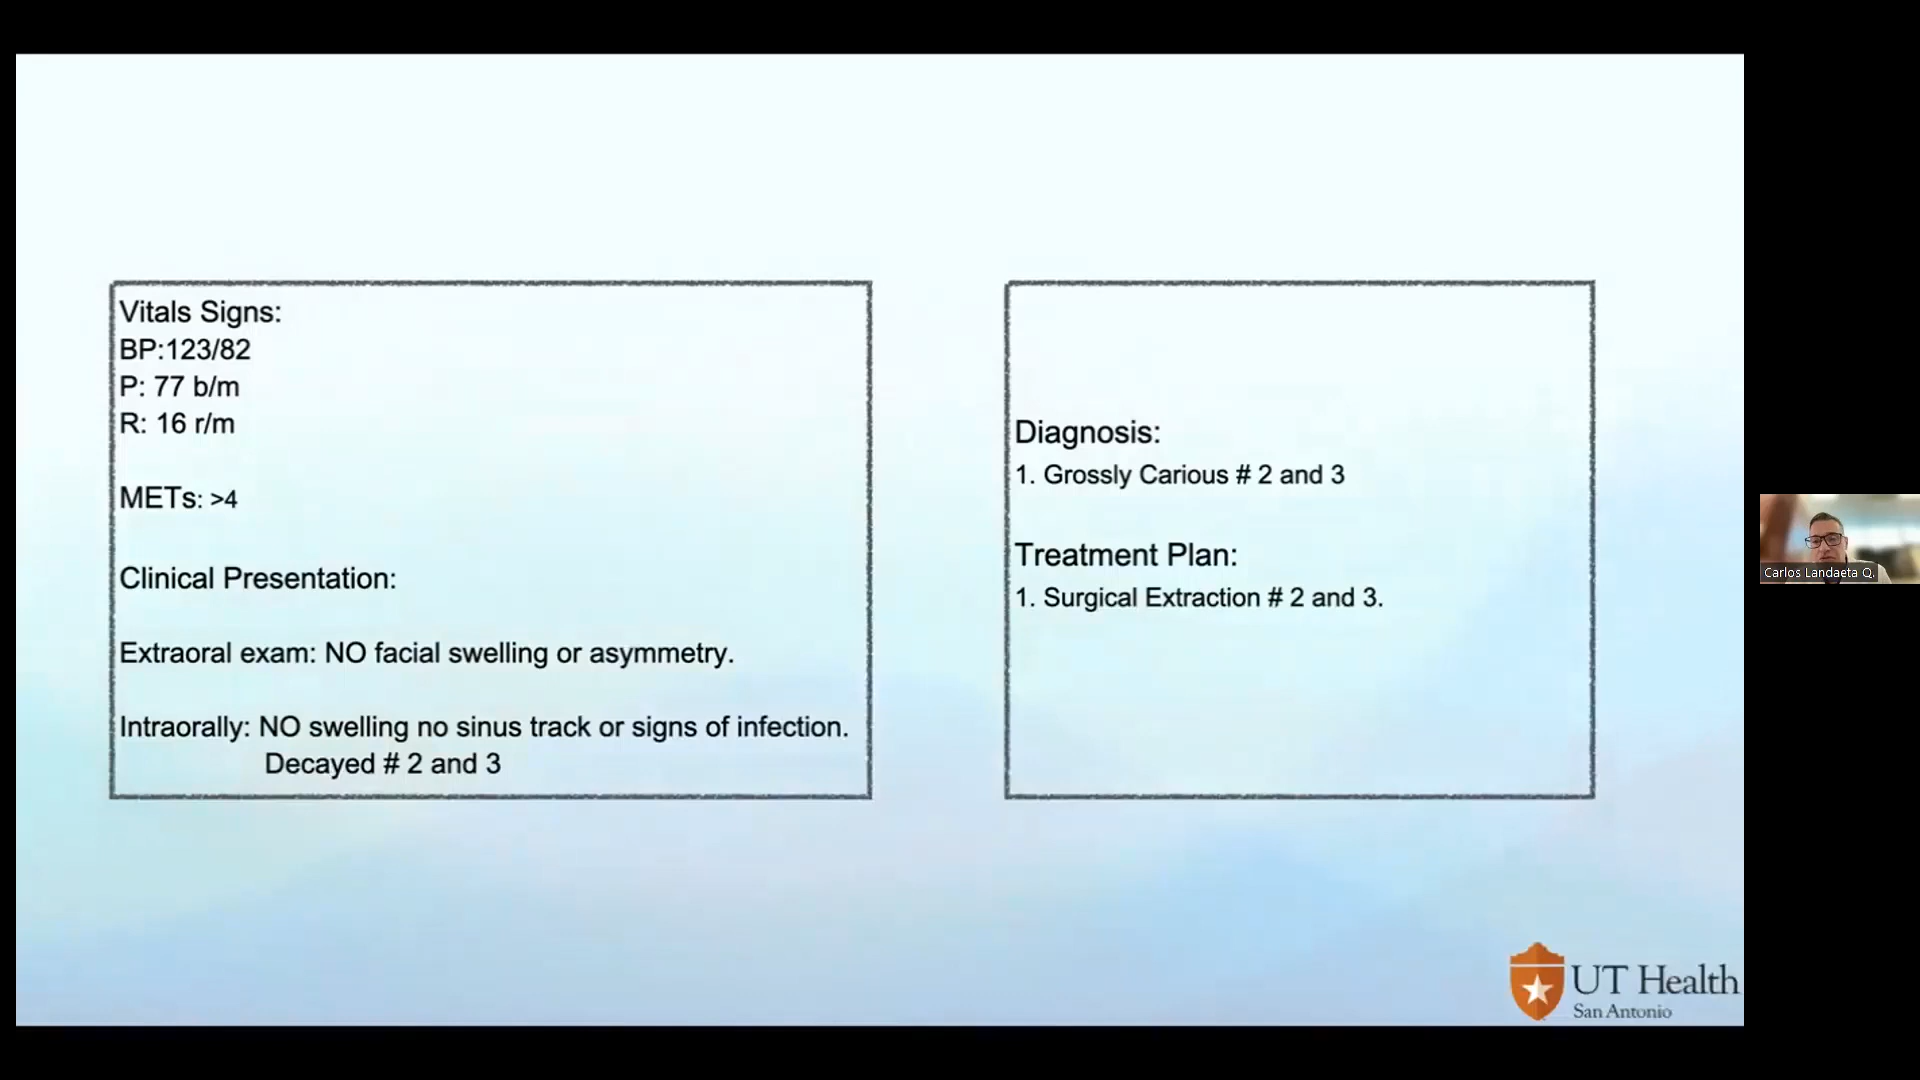 Vitals Signs:
BP:123/82
P: 77 b/m
R: 16 r/m
METs: >4
Clinical Presentation:
Extraoral exam: NO facial swelling or asymmetry.
Intraorally: NO swelling no sinus track or signs of infection.
Decayed # 2 and 3
Diagnosis:
1. Grossly Carious # 2 and 3
Treatment Plan:
1. Surgical Extraction # 2 and 3.
Carlos Landaeta Q.
UT Health
San Antonio